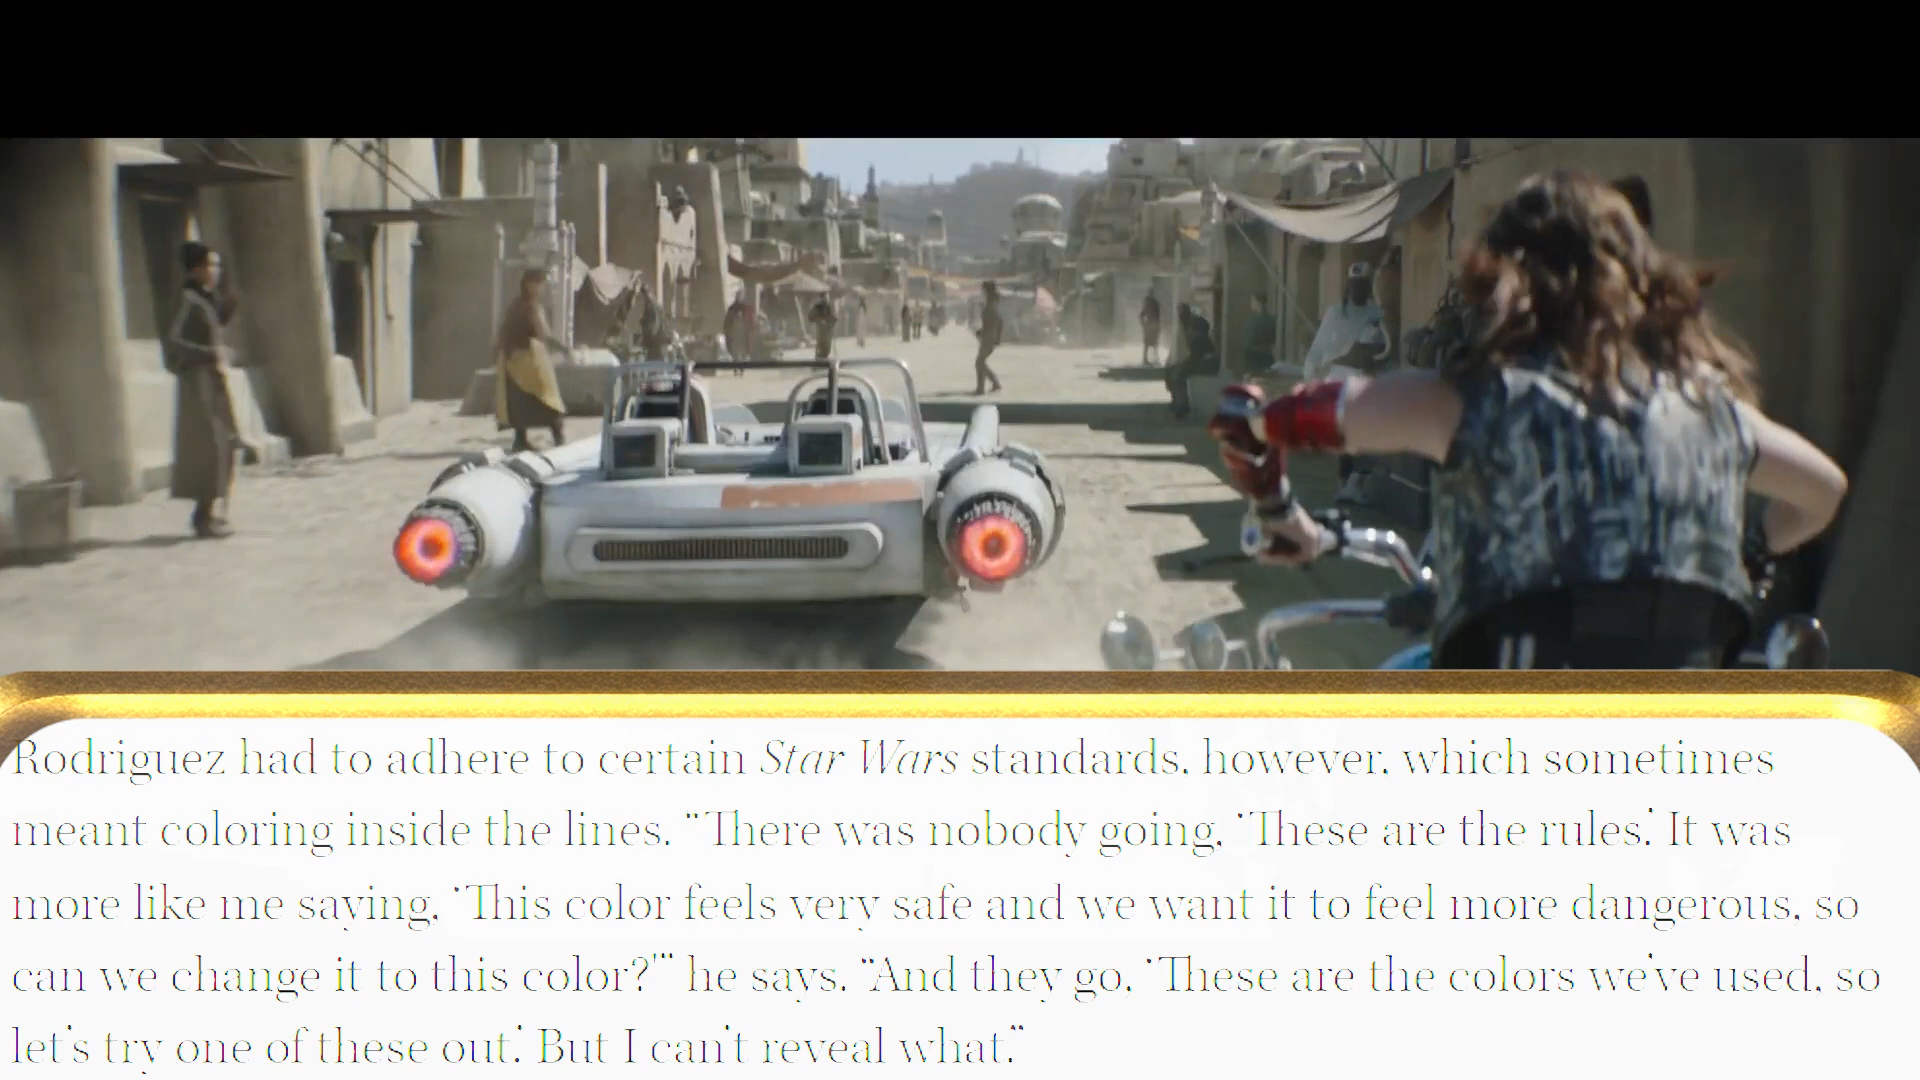 Rodriguez had to adhere to certain Star Wars standards, however, which sometimes
meant coloring inside the lines. “There was nobody going, ‘These are the rules.’ It was
more like me saying, ‘This color feels very safe and we want it to feel more dangerous, so
can we change it to this color?’” he says. “And they go, ‘These are the colors we’ve used, so
let’s try one of these out.’ But I can’t reveal what.”